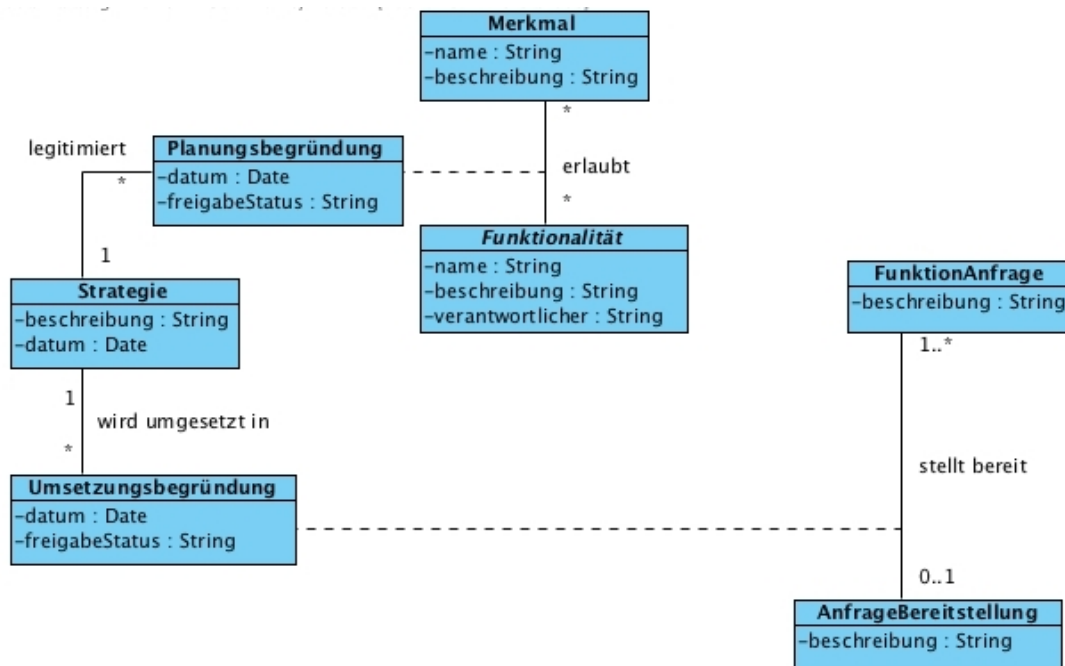 Merkmal
-name : String
-beschreibung : String
*
erlaubt
*
legitimiert
Planungsbegründung
-datum : Date
-freigabeStatus : String
*
1
Funktionalität
-name : String
-beschreibung : String
-verantwortlicher : String
Strategie
-beschreibung : String
-datum : Date
1
wird umgesetzt in
*
Umsetzungsbegründung
-datum : Date
-freigabeStatus : String
FunktionAnfrage
-beschreibung : String
1..*
stellt bereit
0..1
AnfrageBereitstellung
-beschreibung : String